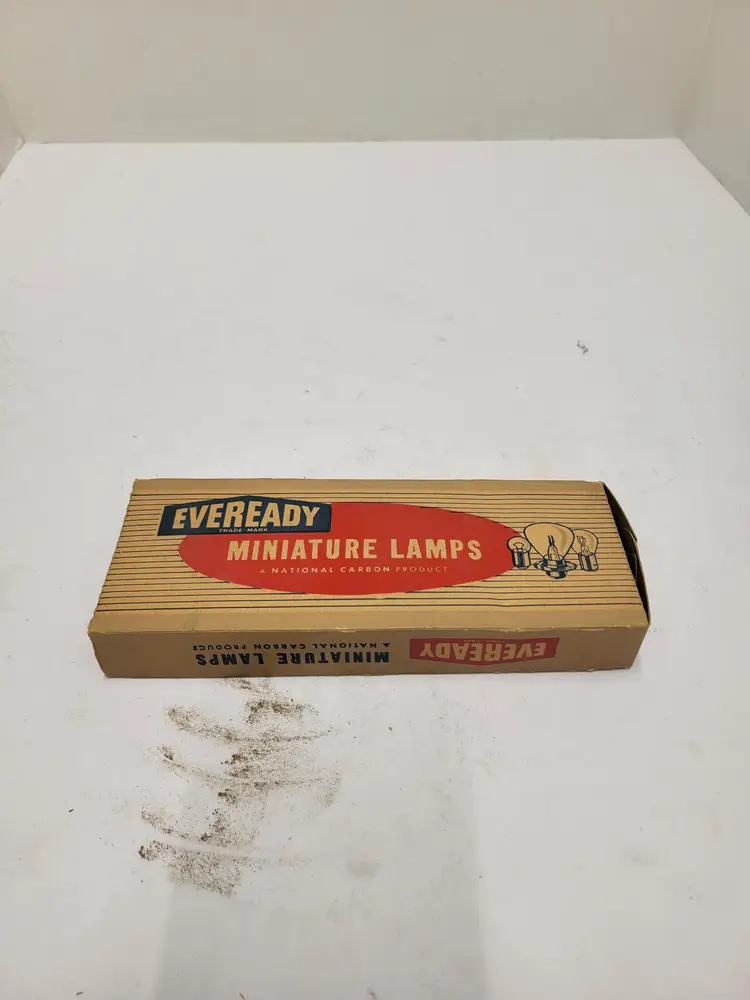 EVEREADY
TRADE-MARK
MINIATURE LAMPS
A NATIONAL CARBON PRODUCT
EVEREADY
MINIATURE LAMPS
A NATIONAL CARBON PRODUCT